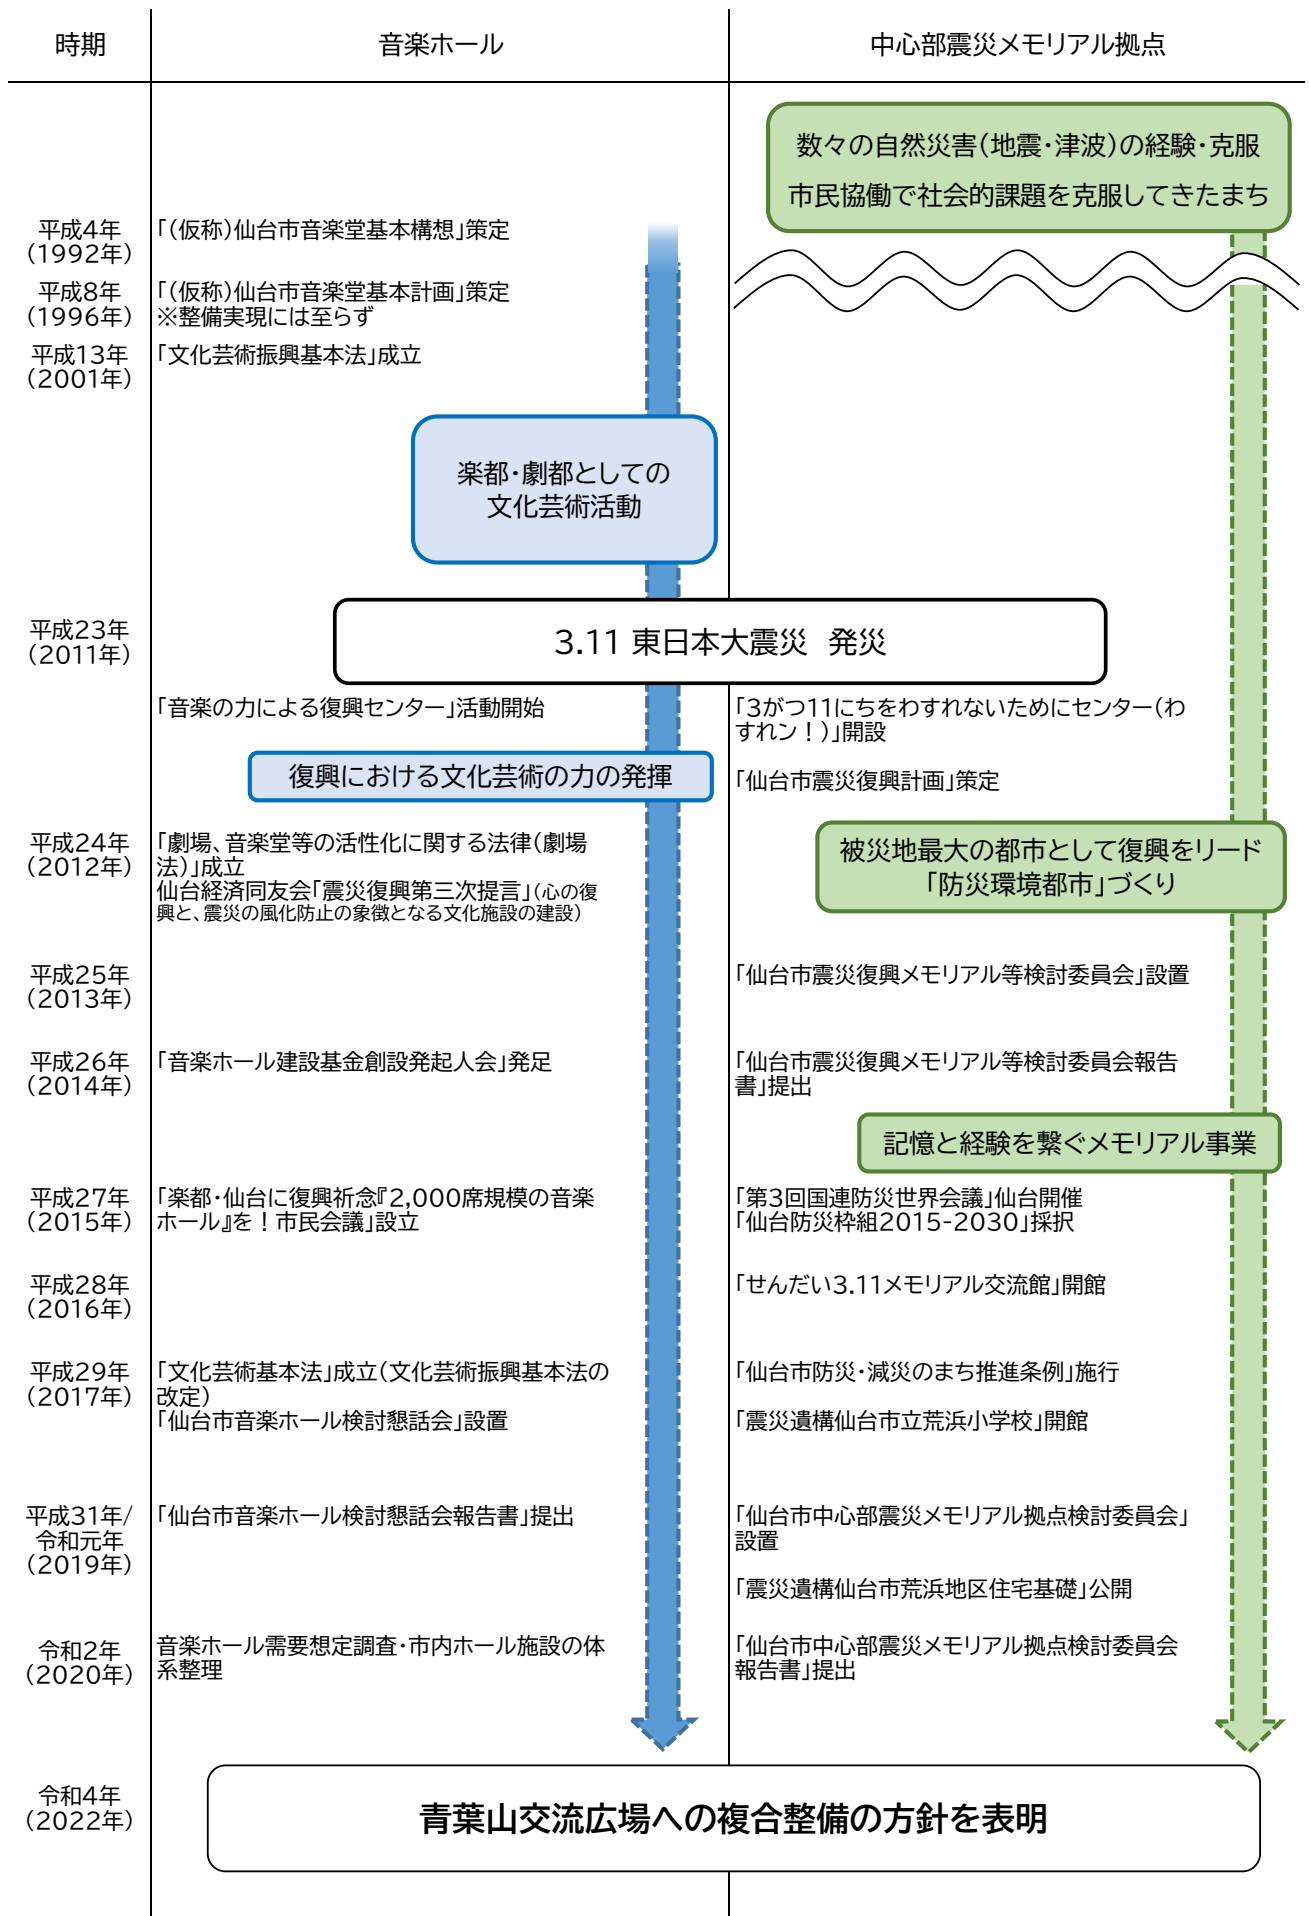 時期
音楽ホール
中心部震災メモリアル拠点
数々の自然災害(地震・津波)の経験・克服
市民協働で社会的課題を克服してきたまち
平成4年
(1992年)
「(仮称)仙台市音楽堂基本構想」策定
平成8年
(1996年)
「(仮称)仙台市音楽堂基本計画」策定
※整備実現には至らず
平成13年
(2001年)
「文化芸術振興基本法」成立
楽都・劇都としての
文化芸術活動
平成23年
(2011年)
3.11 東日本大震災 発災
「音楽の力による復興センター」活動開始
「3がつ11にちをわすれないためにセンター(わ
すれン!)」開設
復興における文化芸術の力の発揮
「仙台市震災復興計画」策定
平成24年
(2012年)
「劇場、音楽堂等の活性化に関する法律(劇場
法)」成立
仙台経済同友会「震災復興第三次提言」(心の復
興と、震災の風化防止の象徴となる文化施設の建設)
被災地最大の都市として復興をリード
「防災環境都市」づくり
平成25年
(2013年)
「仙台市震災復興メモリアル等検討委員会」設置
平成26年
(2014年)
「音楽ホール建設基金創設発起人会」発足
「仙台市震災復興メモリアル等検討委員会報告
書」提出
記憶と経験を繋ぐメモリアル事業
平成27年
(2015年)
「楽都・仙台に復興祈念『2,000席規模の音楽
ホール』を!市民会議」設立
「第3回国連防災世界会議」仙台開催
「仙台防災枠組2015-2030」採択
平成28年
(2016年)
「せんだい3.11メモリアル交流館」開館
平成29年
(2017年)
「文化芸術基本法」成立(文化芸術振興基本法の
改定)
「仙台市音楽ホール検討懇話会」設置
「仙台市防災・減災のまち推進条例」施行
「震災遺構仙台市立荒浜小学校」開館
平成31年/
令和元年
(2019年)
「仙台市音楽ホール検討懇話会報告書」提出
「仙台市中心部震災メモリアル拠点検討委員会」
設置
「震災遺構仙台市荒浜地区住宅基礎」公開
令和2年
(2020年)
音楽ホール需要想定調査・市内ホール施設の体
系整理
「仙台市中心部震災メモリアル拠点検討委員会
報告書」提出
令和4年
(2022年)
青葉山交流広場への複合整備の方針を表明